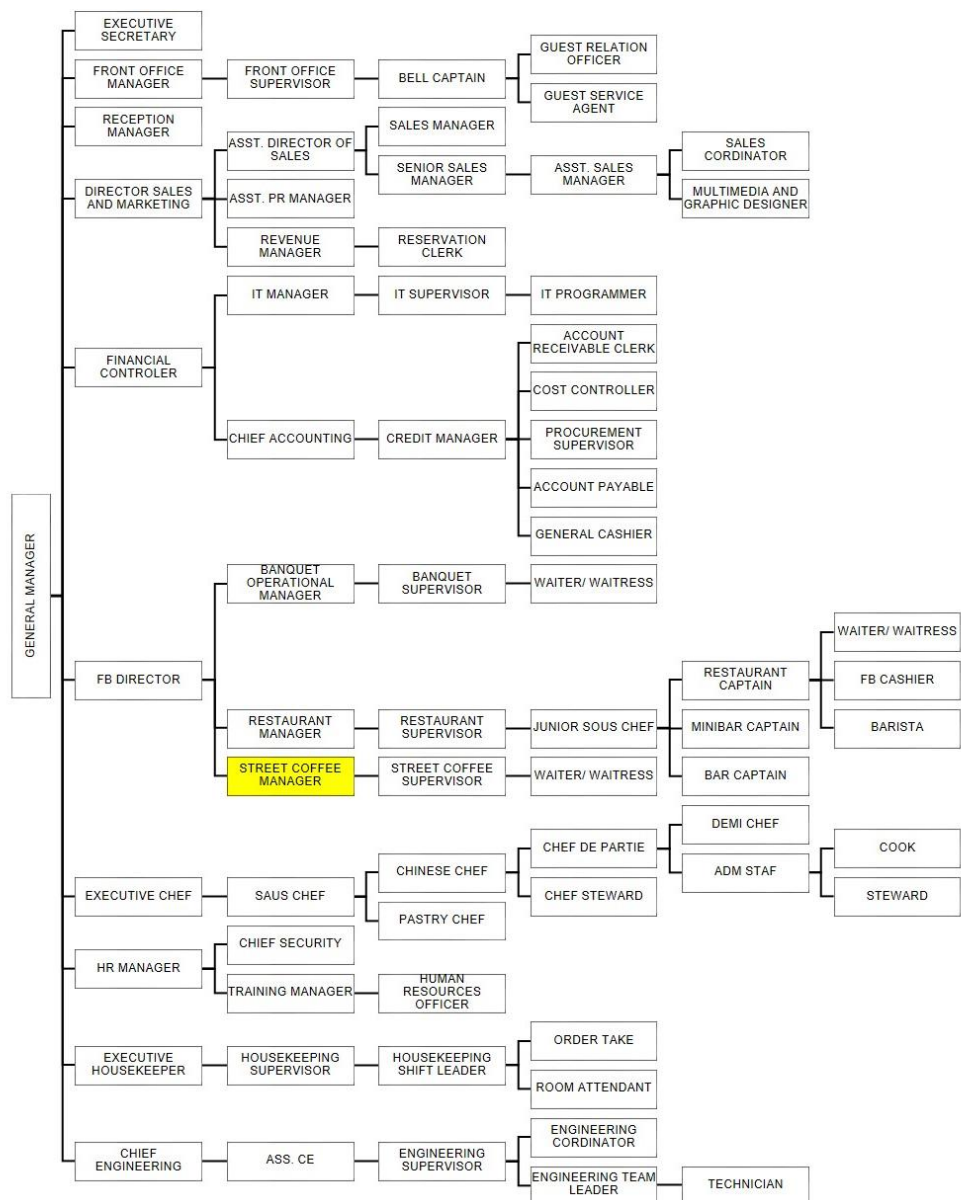 EXECUTIVE
SECRETARY
FRONT OFFICE
MANAGER
FRONT OFFICE
SUPERVISOR
BELL CAPTAIN
GUEST RELATION
OFFICER
GUEST SERVICE
AGENT
RECEPTION
MANAGER
DIRECTOR SALES
AND MARKETING
ASST. DIRECTOR OF
SALES
SALES MANAGER
SENIOR SALES
MANAGER
ASST. SALES
MANAGER
SALES
CORDINATOR
MULTIMEDIA AND
GRAPHIC DESIGNER
ASST. PR MANAGER
REVENUE
MANAGER
RESERVATION
CLERK
FINANCIAL
CONTROLER
IT MANAGER
IT SUPERVISOR
IT PROGRAMMER
CHIEF ACCOUNTING
CREDIT MANAGER
ACCOUNT
RECEIVABLE CLERK
COST CONTROLLER
PROCUREMENT
SUPERVISOR
ACCOUNT PAYABLE
GENERAL CASHIER
GENERAL MANAGER
FB DIRECTOR
BANQUET
OPERATIONAL
MANAGER
BANQUET
SUPERVISOR
WAITER/ WAITRESS
RESTAURANT
MANAGER
RESTAURANT
SUPERVISOR
JUNIOR SOUS CHEF
RESTAURANT
CAPTAIN
WAITER/ WAITRESS
FB CASHIER
BARISTA
MINIBAR CAPTAIN
BAR CAPTAIN
STREET COFFEE
MANAGER
STREET COFFEE
SUPERVISOR
WAITER/ WAITRESS
EXECUTIVE CHEF
SAUS CHEF
CHINESE CHEF
CHEF DE PARTIE
DEMI CHEF
ADM STAF
COOK
STEWARD
CHEF STEWARD
PASTRY CHEF
HR MANAGER
CHIEF SECURITY
TRAINING MANAGER
HUMAN
RESOURCES
OFFICER
EXECUTIVE
HOUSEKEEPER
HOUSEKEEPING
SUPERVISOR
HOUSEKEEPING
SHIFT LEADER
ORDER TAKE
ROOM ATTENDANT
CHIEF
ENGINEERING
ASS. CE
ENGINEERING
SUPERVISOR
ENGINEERING
CORDINATOR
ENGINEERING TEAM
LEADER
TECHNICIAN